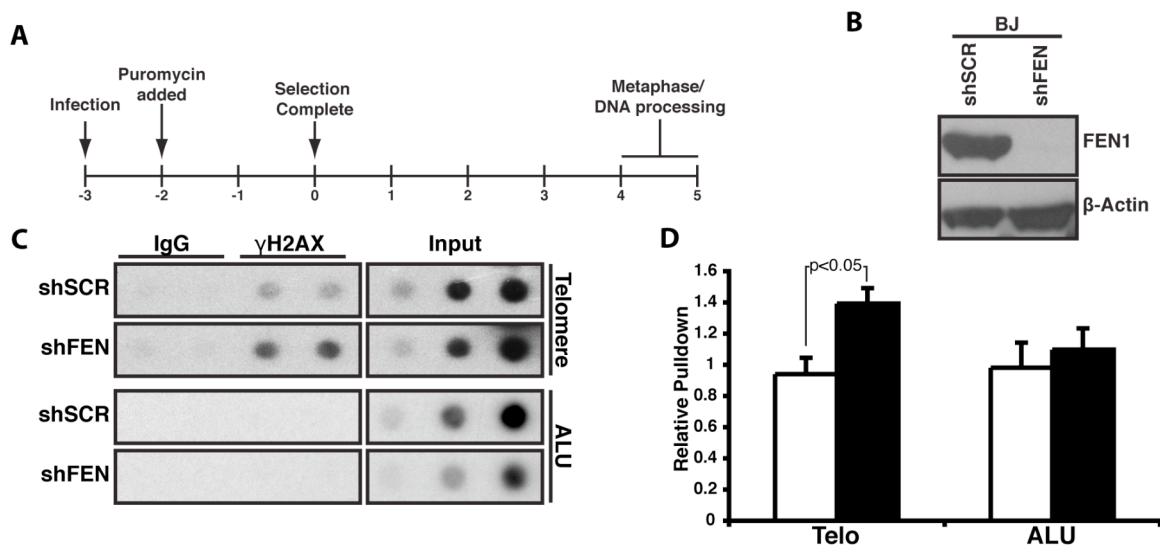 A
Infection
Puromycin
added
Selection
Complete
Metaphase/
DNA processing
-3 -2 -1 0 1 2 3 4 5
B
BJ
shSCR shFEN
FEN1
β-Actin
C
IgG γH2AX Input
shSCR
shFEN
Telomere
shSCR
shFEN
ALU
D
Relative Pulldown
1.6
1.4
1.2
1
0.8
0.6
0.4
0.2
0
p<0.05
Telo ALU